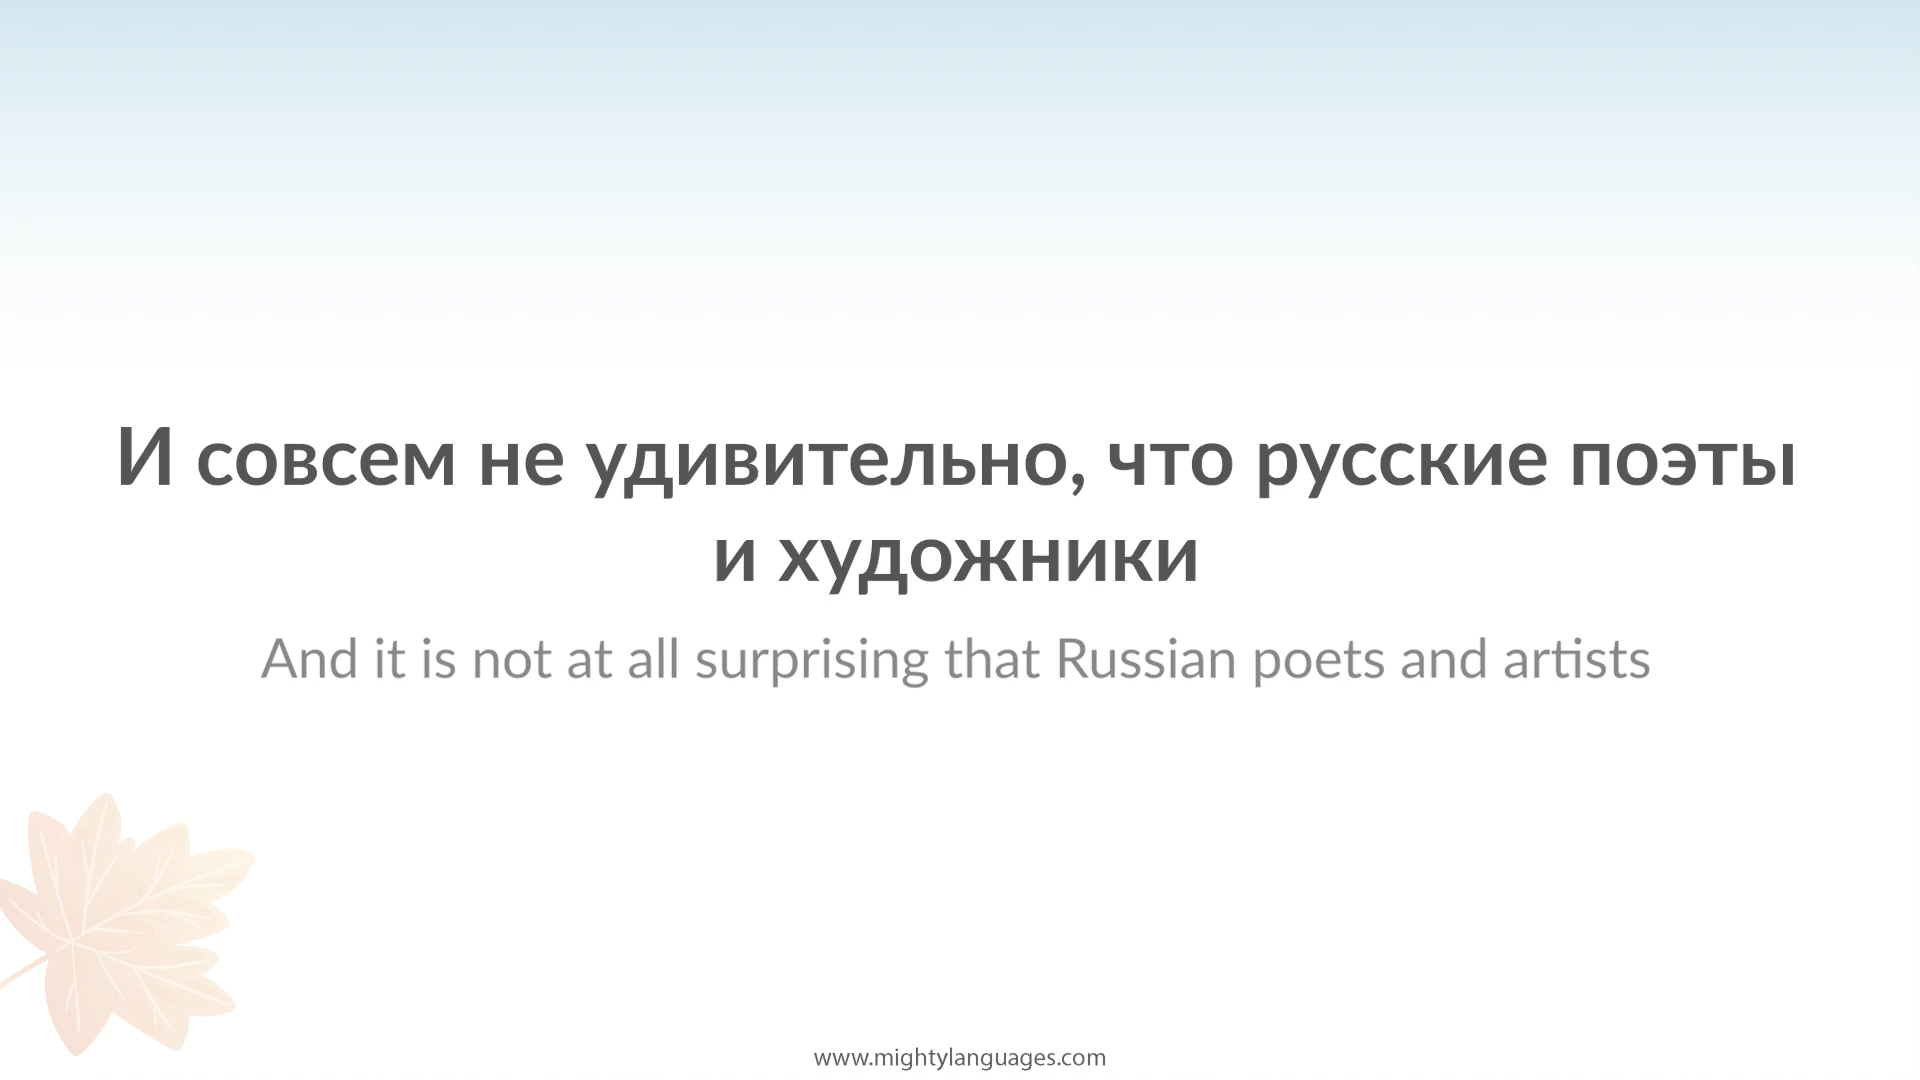 И совсем не удивительно, что русские поэты
и художники
And it is not at all surprising that Russian poets and artists
www.mightylanguages.com